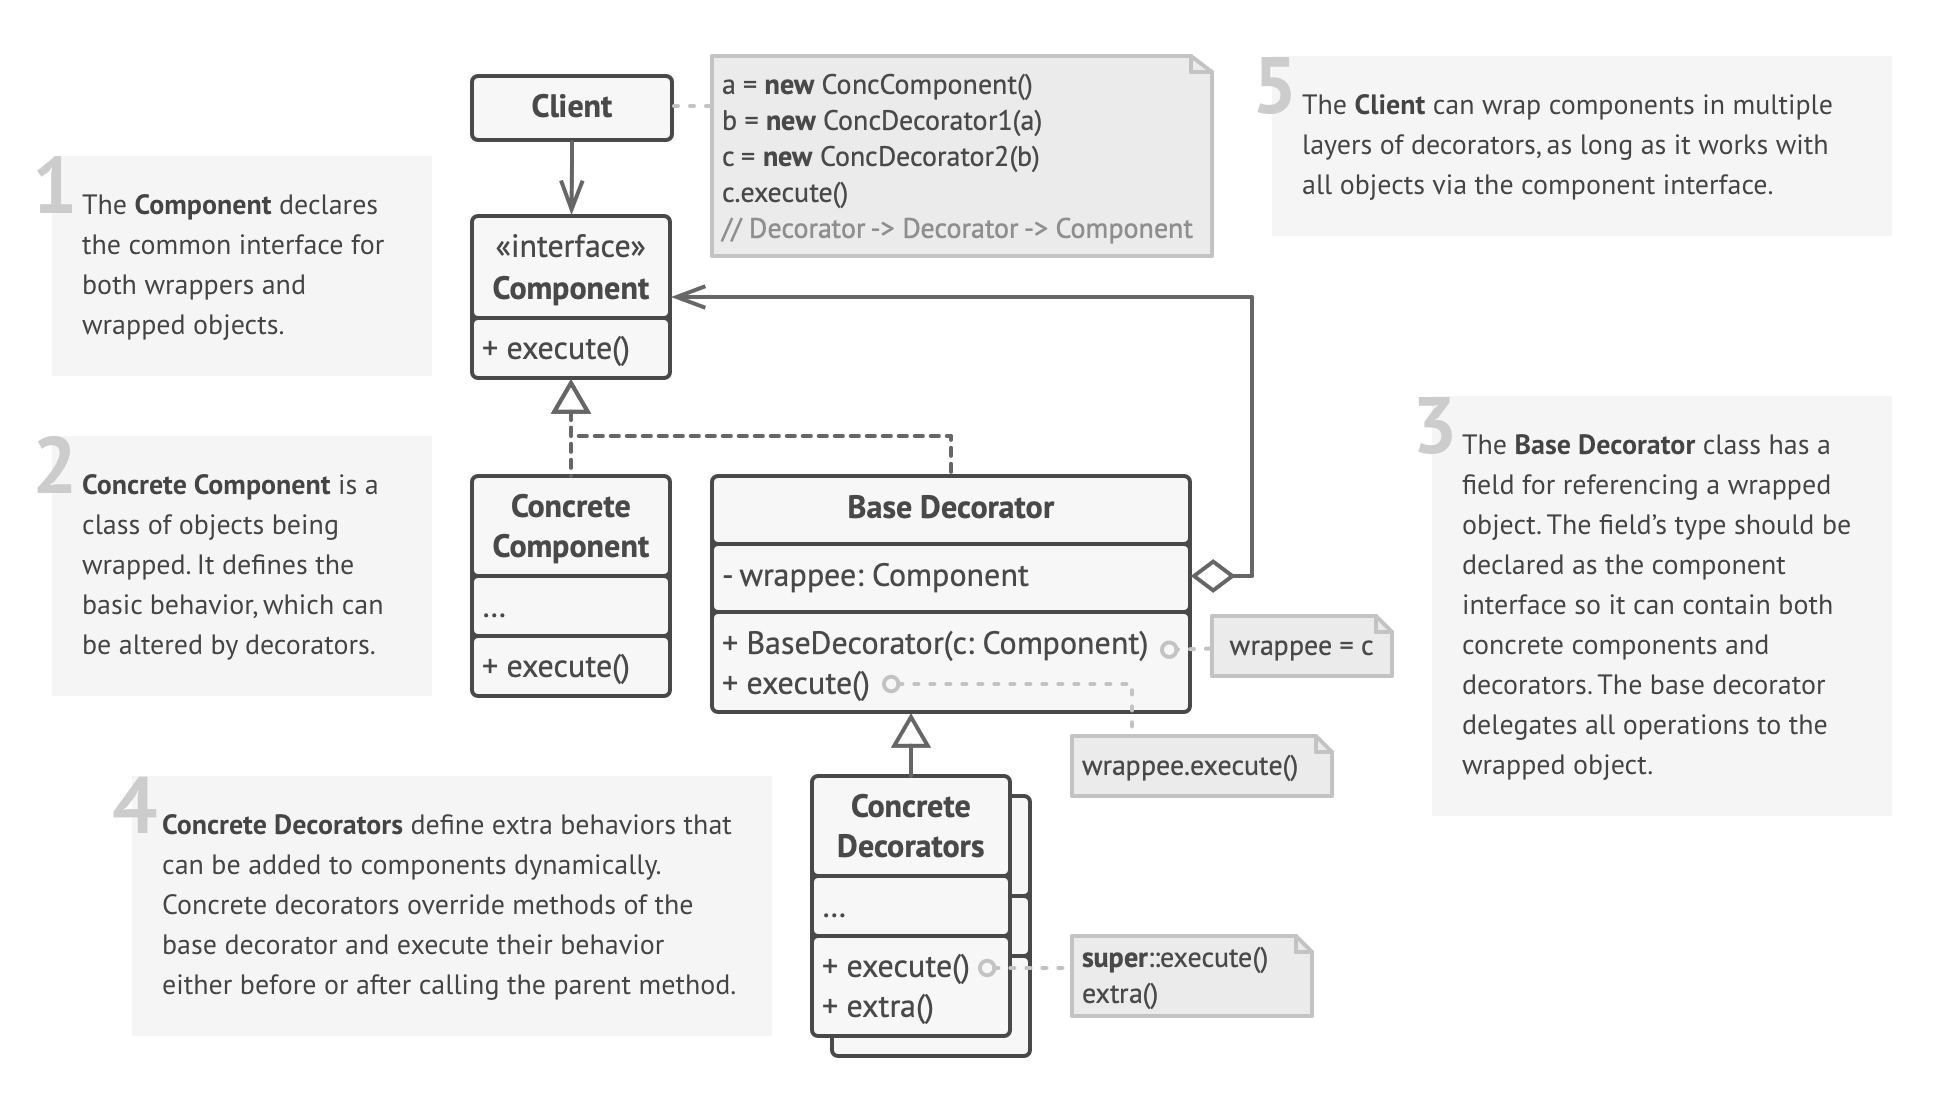 Client
a = new ConcComponent()
b = new ConcDecorator1(a)
c = new ConcDecorator2(b)
c.execute()
// Decorator -> Decorator -> Component
5
The Client can wrap components in multiple
layers of decorators, as long as it works with
all objects via the component interface.
1
The Component declares
the common interface for
both wrappers and
wrapped objects.
«interface»
Component
+ execute()
2
Concrete Component is a
class of objects being
wrapped. It defines the
basic behavior, which can
be altered by decorators.
Concrete
Component
...
+ execute()
Base Decorator
- wrappee: Component
+ BaseDecorator(c: Component)
+ execute()
wrappee = c
wrappee.execute()
3
The Base Decorator class has a
field for referencing a wrapped
object. The field’s type should be
declared as the component
interface so it can contain both
concrete components and
decorators. The base decorator
delegates all operations to the
wrapped object.
4
Concrete Decorators define extra behaviors that
can be added to components dynamically.
Concrete decorators override methods of the
base decorator and execute their behavior
either before or after calling the parent method.
Concrete
Decorators
...
+ execute()
+ extra()
super::execute()
extra()